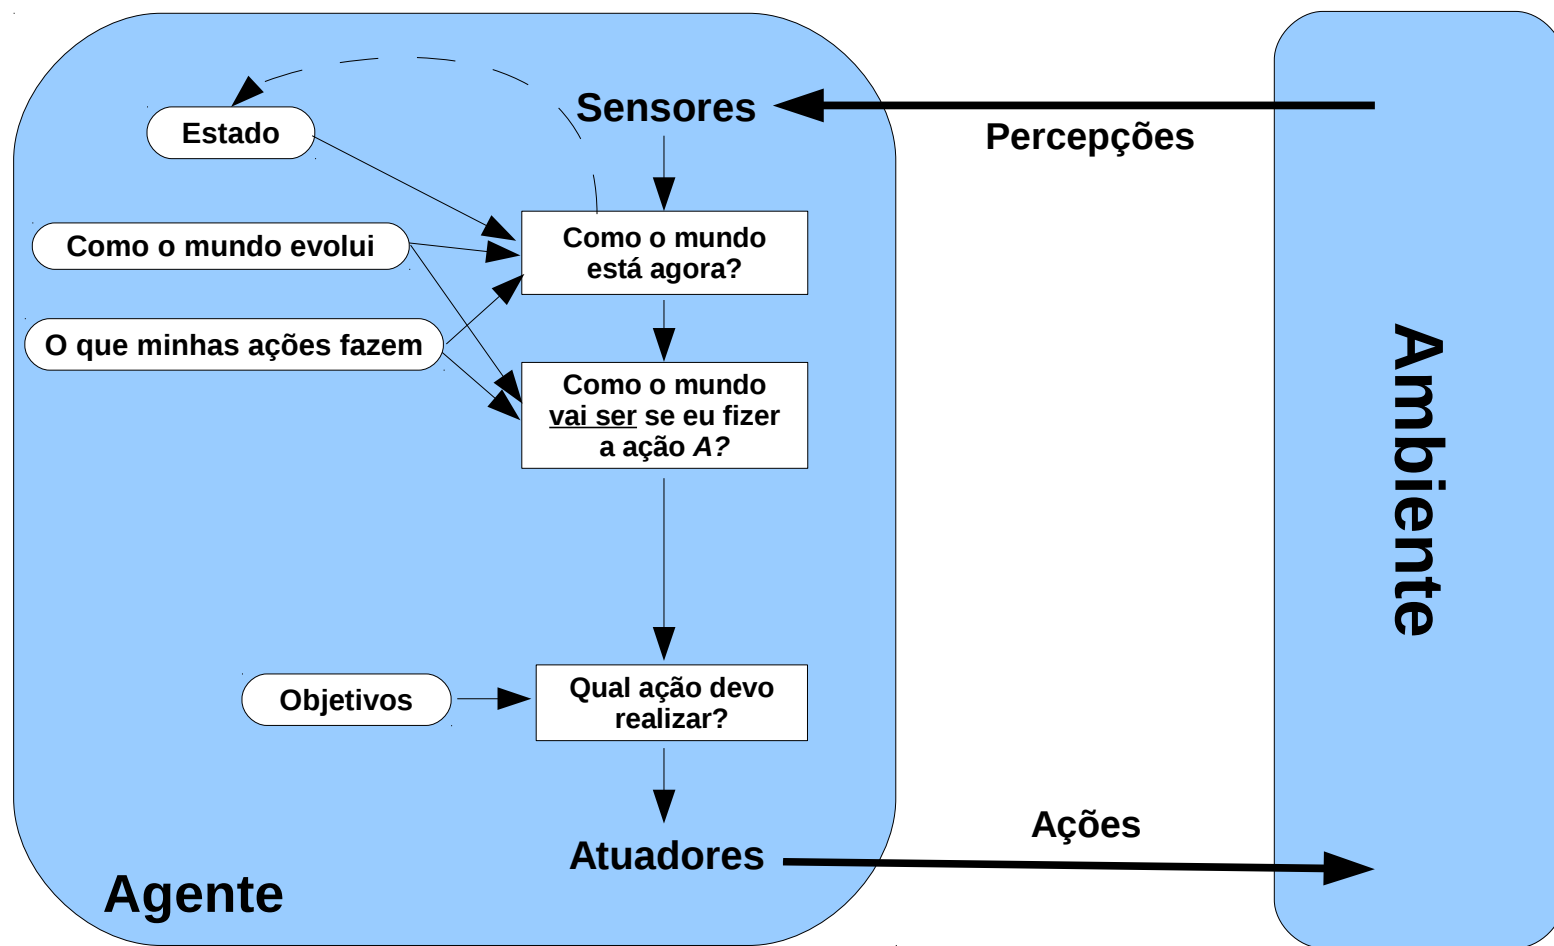 Sensores
Estado
Percepções
Como o mundo
está agora?
Como o mundo evolui
O que minhas ações fazem
Como o mundo
vai ser se eu fizer
a ação A?
Ambiente
Qual ação devo
realizar?
Objetivos
Ações
Atuadores
Agente